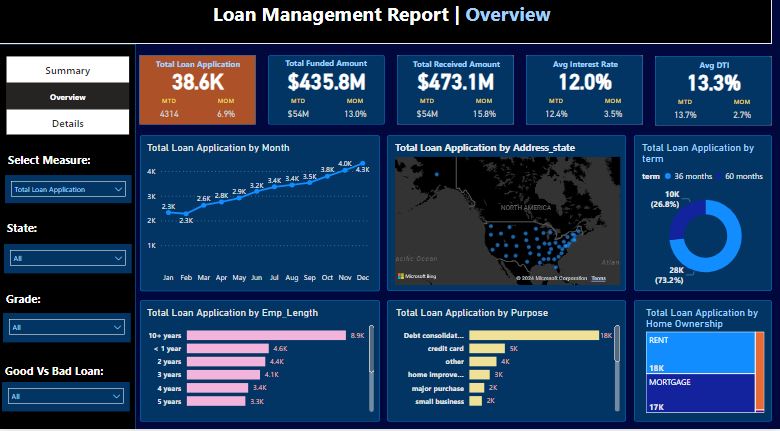 Loan Management Report | Overview
Summary
Overview
Details
Select Measure:
Total Loan Application
State:
All
Grade:
All
Good Vs Bad Loan:
All
Total Loan Application
38.6K
MTD MOM
4314 6.9%
Total Funded Amount
$435.8M
MTD MOM
$54M 13.0%
Total Received Amount
$473.1M
MTD MOM
$54M 15.8%
Avg Interest Rate
12.0%
MTD MOM
12.4% 3.5%
Avg DTI
13.3%
MTD MOM
13.7% 2.7%
Total Loan Application by Month
4K
3K
2K
1K
2.3K 2.3K 2.6K 2.8K 2.9K 3.2K 3.4K 3.4K 3.5K 3.8K 4.0K 4.3K
Jan Feb Mar Apr May Jun Jul Aug Sep Oct Nov Dec
Total Loan Application by Address_state
NORTH AMERICA
acific Ocean
Atlan
Microsoft Bing
© 2024 Microsoft Corporation Terms
Total Loan Application by
term
term 36 months 60 months
10K
(26.8%)
28K
(73.2%)
Total Loan Application by Emp_Length
10+ years 8.9K
< 1 year 4.6K
2 years 4.4K
3 years 4.1K
4 years 3.4K
5 years 3.3K
Total Loan Application by Purpose
Debt consolidat... 18K
credit card 5K
other 4K
home improve... 3K
major purchase 2K
small business 2K
Total Loan Application by
Home Ownership
RENT
18K
MORTGAGE
17K